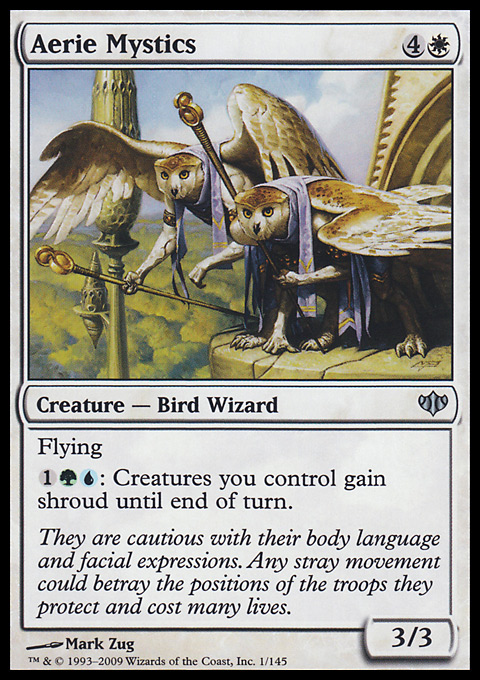 Aerie Mystics 4
Creature — Bird Wizard
Flying
1: Creatures you control gain
shroud until end of turn.
They are cautious with their body language
and facial expressions. Any stray movement
could betray the positions of the troops they
protect and cost many lives.
Mark Zug
3/3
™ & © 1993–2009 Wizards of the Coast, Inc. 1/145